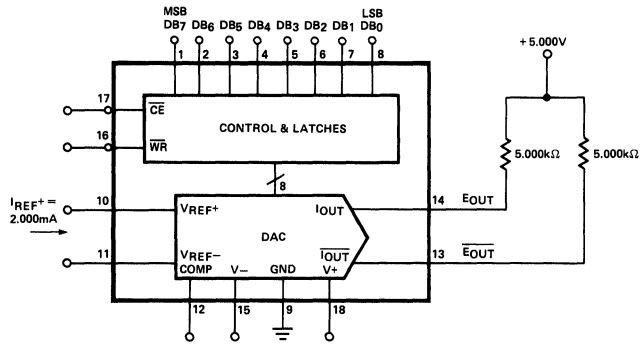 MSB LSB
DB7 DB6 DB5 DB4 DB3 DB2 DB1 DB0
1 2 3 4 5 6 7 8
+5.000V
17 CE
CONTROL & LATCHES
16 WR
5.000kΩ 5.000kΩ
8
IREF+ =
2.000mA
10 VREF+ IOUT 14 EOUT
DAC
11 VREF− IOUT 13 EOUT
COMP V− GND V+
12 15 9 18